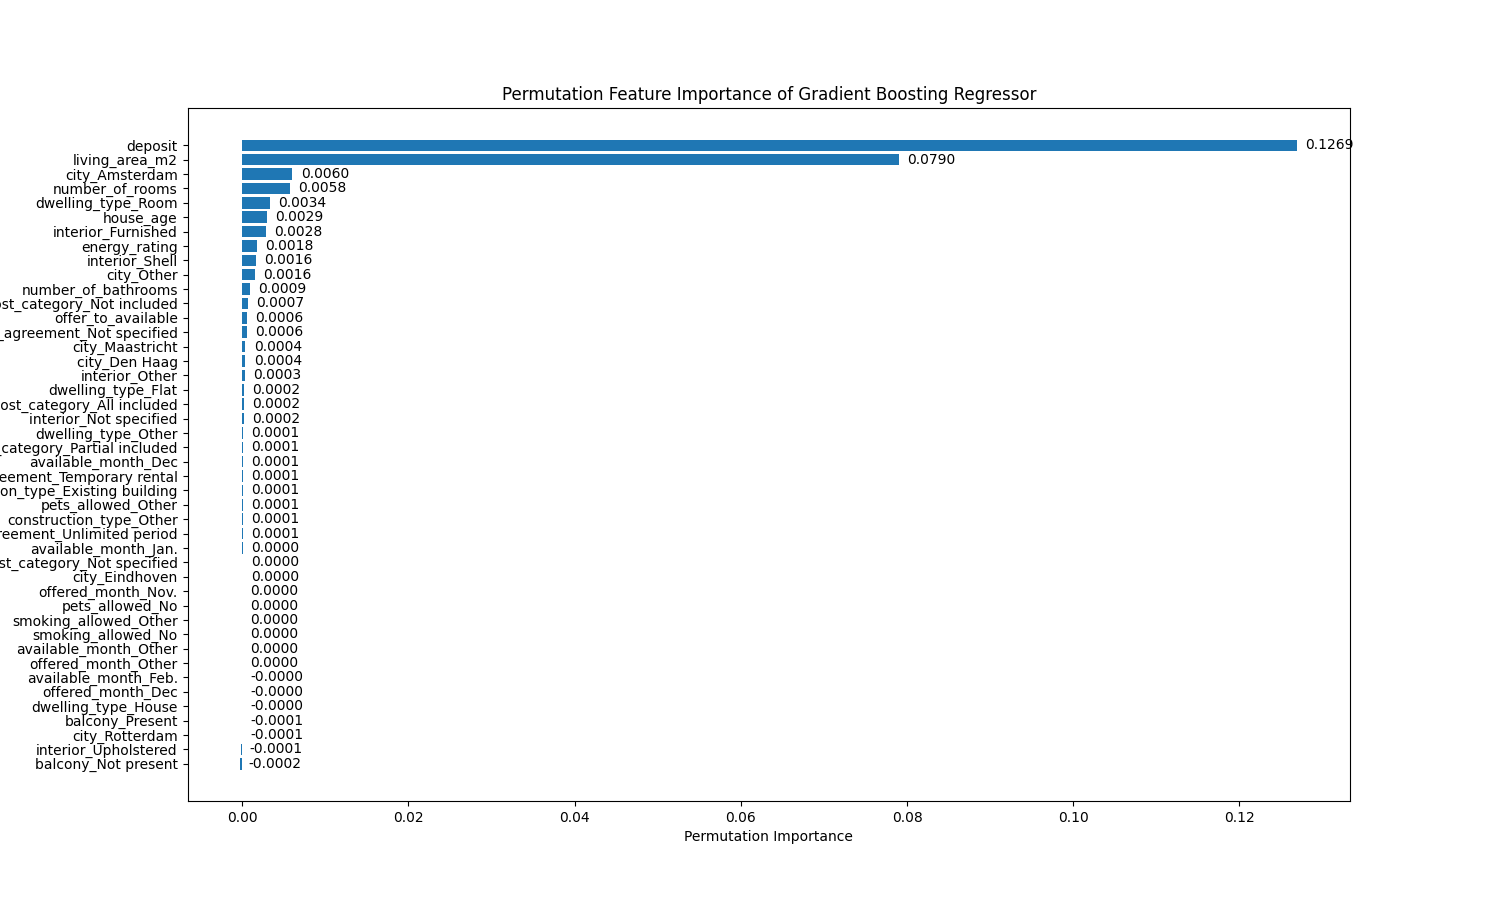 Permutation Feature Importance of Gradient Boosting Regressor
deposit 0.1269
living_area_m2 0.0790
city_Amsterdam 0.0060
number_of_rooms 0.0058
dwelling_type_Room 0.0034
house_age 0.0029
interior_Furnished 0.0028
energy_rating 0.0018
interior_Shell 0.0016
city_Other 0.0016
number_of_bathrooms 0.0009
ost_category_Not included 0.0007
offer_to_available 0.0006
_agreement_Not specified 0.0006
city_Maastricht 0.0004
city_Den Haag 0.0004
interior_Other 0.0003
dwelling_type_Flat 0.0002
ost_category_All included 0.0002
interior_Not specified 0.0002
dwelling_type_Other 0.0001
_category_Partial included 0.0001
available_month_Dec 0.0001
eement_Temporary rental 0.0001
on_type_Existing building 0.0001
pets_allowed_Other 0.0001
construction_type_Other 0.0001
reement_Unlimited period 0.0001
available_month_Jan. 0.0000
st_category_Not specified 0.0000
city_Eindhoven 0.0000
offered_month_Nov. 0.0000
pets_allowed_No 0.0000
smoking_allowed_Other 0.0000
smoking_allowed_No 0.0000
available_month_Other 0.0000
offered_month_Other 0.0000
available_month_Feb. -0.0000
offered_month_Dec -0.0000
dwelling_type_House -0.0000
balcony_Present -0.0001
city_Rotterdam -0.0001
interior_Upholstered -0.0001
balcony_Not present -0.0002
0.00 0.02 0.04 0.06 0.08 0.10 0.12
Permutation Importance